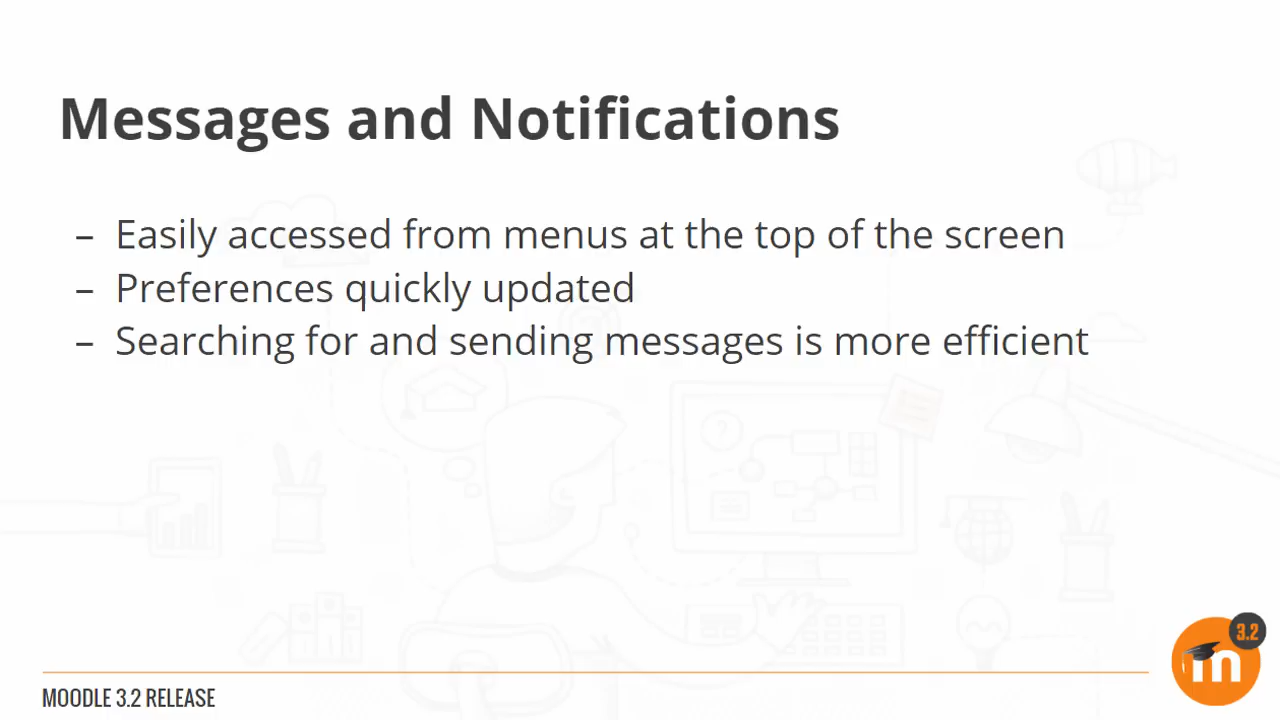 Messages and Notifications
– Easily accessed from menus at the top of the screen
– Preferences quickly updated
– Searching for and sending messages is more efficient
3.2
m
MOODLE 3.2 RELEASE